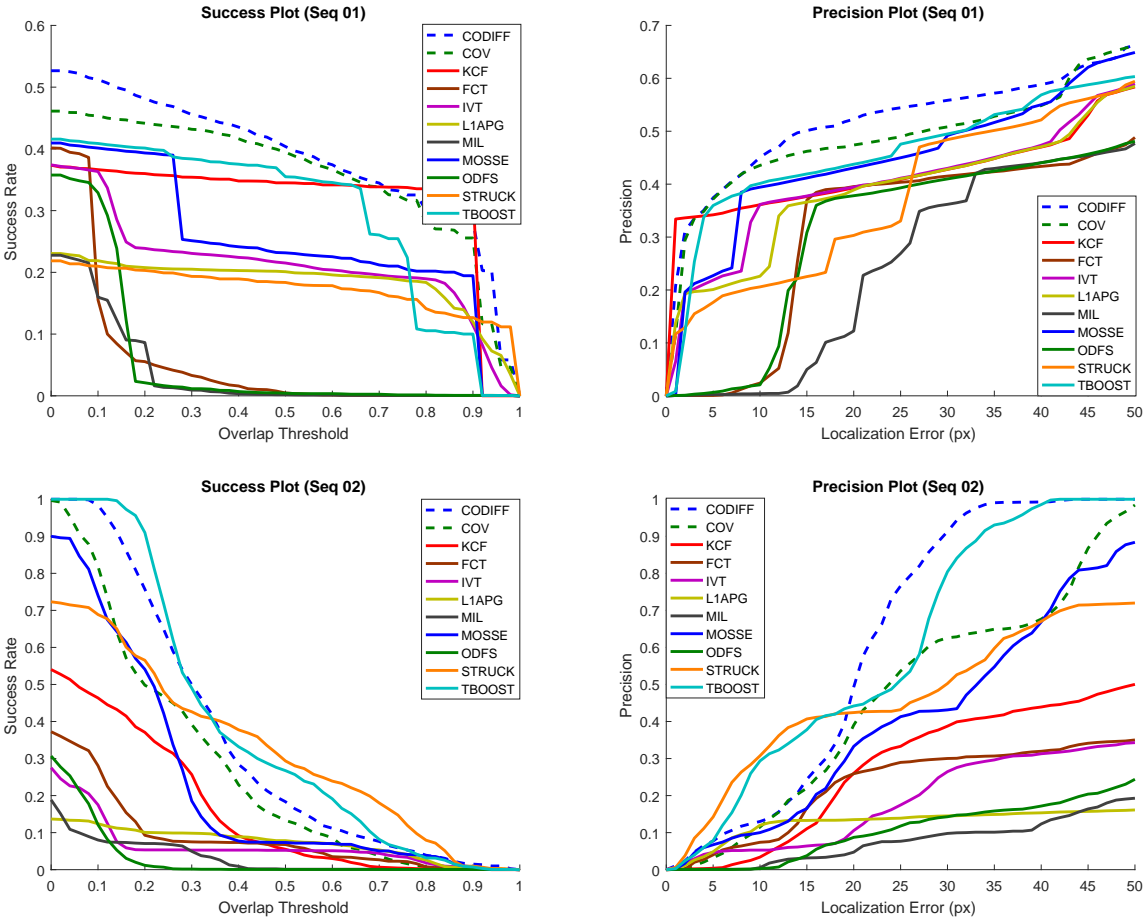 Success Plot (Seq 01)
Success Rate
0.6
0.5
0.4
0.3
0.2
0.1
0
0 0.1 0.2 0.3 0.4 0.5 0.6 0.7 0.8 0.9 1
Overlap Threshold
CODIFF
COV
KCF
FCT
IVT
L1APG
MIL
MOSSE
ODFS
STRUCK
TBOOST
Precision Plot (Seq 01)
Precision
0.7
0.6
0.5
0.4
0.3
0.2
0.1
0
0 5 10 15 20 25 30 35 40 45 50
Localization Error (px)
CODIFF
COV
KCF
FCT
IVT
L1APG
MIL
MOSSE
ODFS
STRUCK
TBOOST
Success Plot (Seq 02)
Success Rate
1
0.9
0.8
0.7
0.6
0.5
0.4
0.3
0.2
0.1
0
0 0.1 0.2 0.3 0.4 0.5 0.6 0.7 0.8 0.9 1
Overlap Threshold
CODIFF
COV
KCF
FCT
IVT
L1APG
MIL
MOSSE
ODFS
STRUCK
TBOOST
Precision Plot (Seq 02)
Precision
1
0.9
0.8
0.7
0.6
0.5
0.4
0.3
0.2
0.1
0
0 5 10 15 20 25 30 35 40 45 50
Localization Error (px)
CODIFF
COV
KCF
FCT
IVT
L1APG
MIL
MOSSE
ODFS
STRUCK
TBOOST